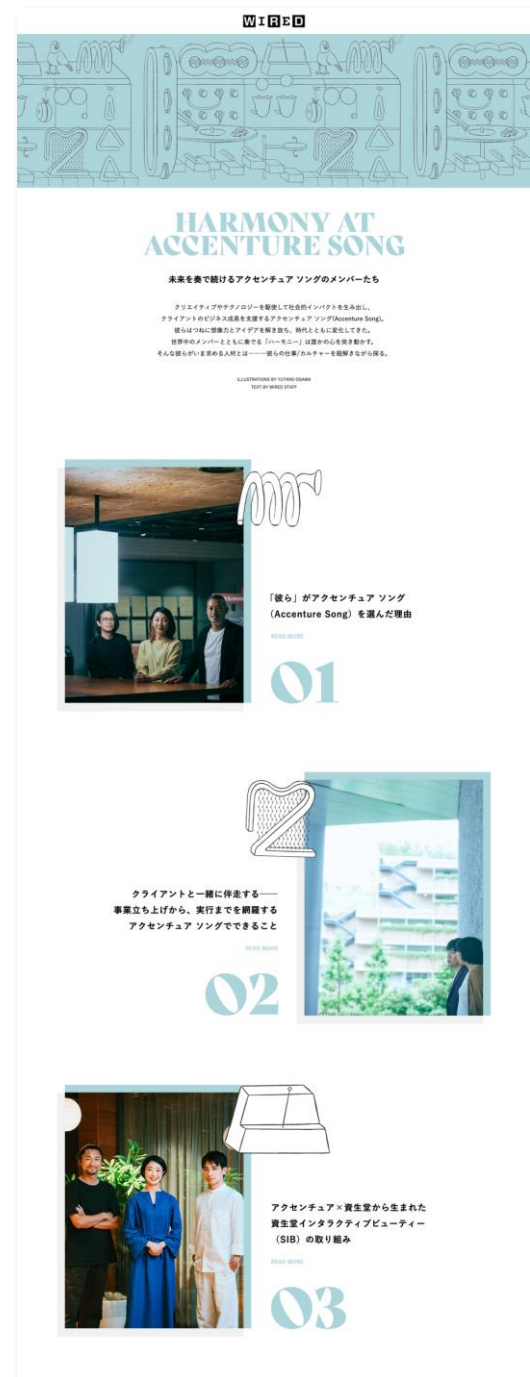 WIRED
HARMONY AT
ACCENTURE SONG
未来を奏で続けるアクセンチュア ソングのメンバーたち
クリエイティブやテクノロジーを駆使して社会的インパクトを生み出し、
クライアントのビジネス成長を支援するアクセンチュア ソング(Accenture Song)。
彼らはつねに想像力とアイデアを解き放ち、時代とともに変化してきた。
世界中のメンバーとともに奏でる「ハーモニー」は誰かの心を突き動かす。
そんな彼らがいま求める人材とは———彼らの仕事/カルチャーを紐解きながら探る。
ILLUSTRATIONS BY YUTARO OGAWA
TEXT BY WIRED STAFF
「彼ら」がアクセンチュア ソング
（Accenture Song）を選んだ理由
READ MORE
01
クライアントと一緒に伴走する──
事業立ち上げから、実行までを網羅する
アクセンチュア ソングでできること
READ MORE
02
アクセンチュア×資生堂から生まれた
資生堂インタラクティブビューティー
（SIB）の取り組み
READ MORE
03